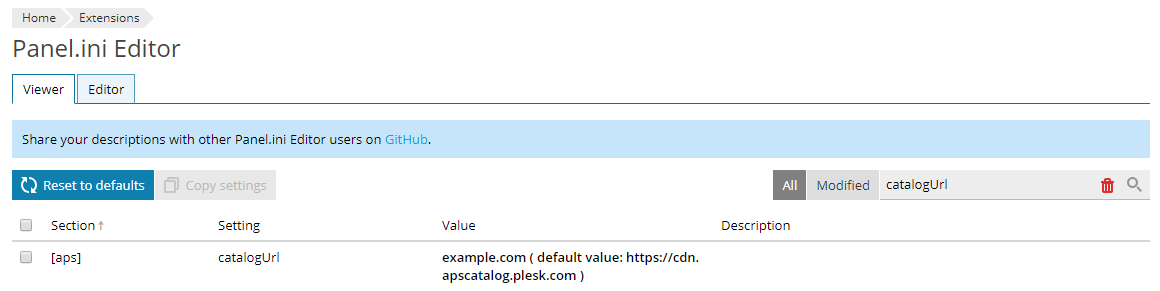 Home Extensions
Panel.ini Editor
Viewer Editor
Share your descriptions with other Panel.ini Editor users on GitHub.
Reset to defaults Copy settings All Modified catalogUrl
Section↑ Setting Value Description
[aps] catalogUrl example.com ( default value: https://cdn.
apscatalog.plesk.com )